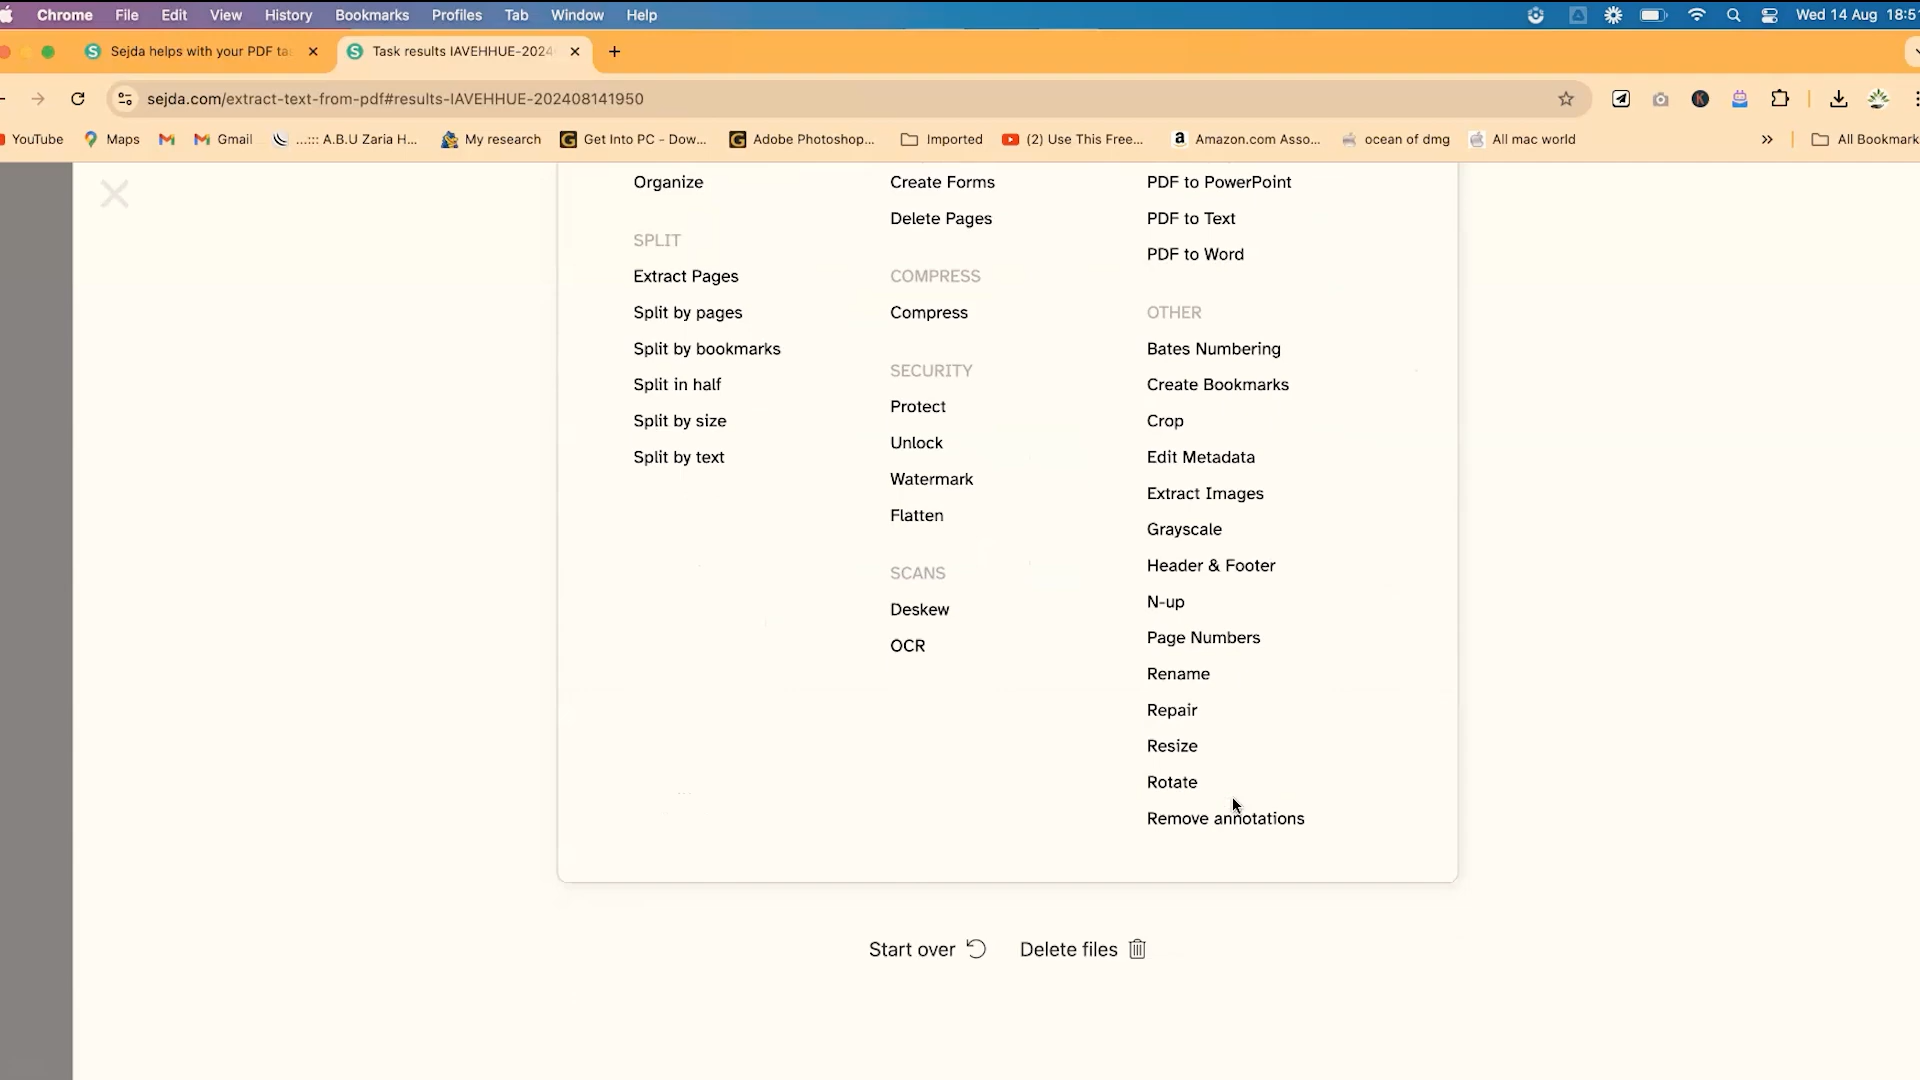 Chrome File Edit View History Bookmarks Profiles Tab Window Help Wed 14 Aug 18:51
Sejda helps with your PDF ta Task results IAVEHHUE-2024
sejda.com/extract-text-from-pdf#results-IAVEHHUE-202408141950
YouTube Maps Gmail ...::: A.B.U Zaria H... My research Get Into PC - Dow... Adobe Photoshop... Imported (2) Use This Free... Amazon.com Asso... ocean of dmg All mac world >> All Bookmark
Organize
SPLIT
Extract Pages
Split by pages
Split by bookmarks
Split in half
Split by size
Split by text
Create Forms
Delete Pages
COMPRESS
Compress
SECURITY
Protect
Unlock
Watermark
Flatten
SCANS
Deskew
OCR
PDF to PowerPoint
PDF to Text
PDF to Word
OTHER
Bates Numbering
Create Bookmarks
Crop
Edit Metadata
Extract Images
Grayscale
Header & Footer
N-up
Page Numbers
Rename
Repair
Resize
Rotate
Remove annotations
Start over Delete files